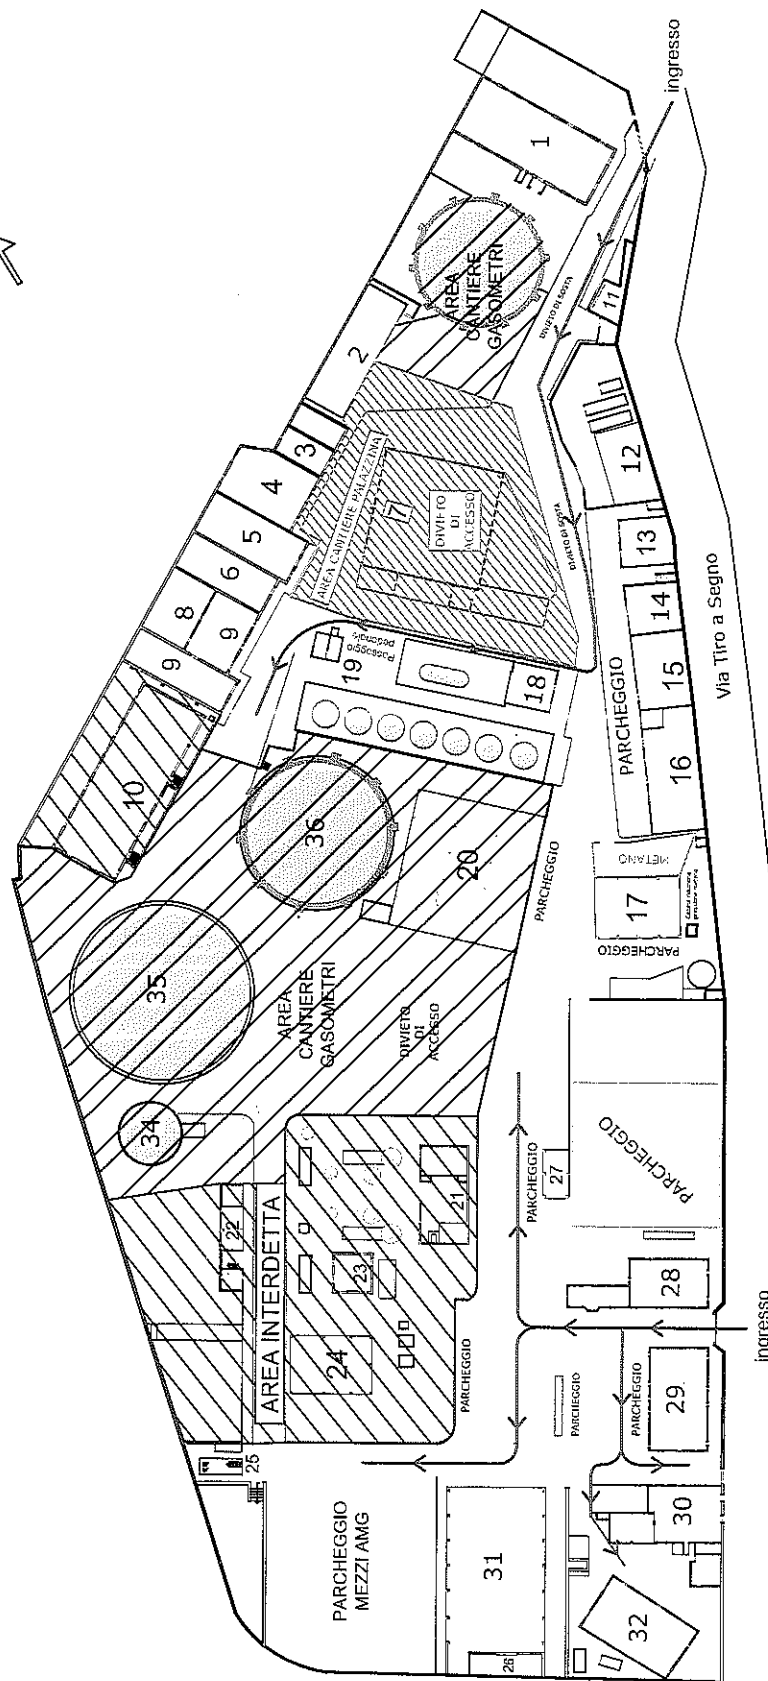 ingresso
1
AREA
CANTIERE
GASOMETRI
DIVIETO DI SOSTA
11
2
3
4
5
6
8
9
9
10
AREA CANTIERE PALAZZINA
7
DIVIETO
DI
ACCESSO
DIVIETO DI SOSTA
12
13
14
15
16
PARCHEGGIO
Via Tiro a Segno
Passaggio
pedonale
19
18
36
20
PARCHEGGIO
METANO
17
PARCHEGGIO
35
AREA
CANTIERE
GASOMETRI
DIVIETO
DI
ACCESSO
34
PARCHEGGIO
27
PARCHEGGIO
21
22
23
24
AREA INTERDETTA
PARCHEGGIO
28
ingresso
29
PARCHEGGIO
PARCHEGGIO
25
PARCHEGGIO
MEZZI AMG
30
31
26
32